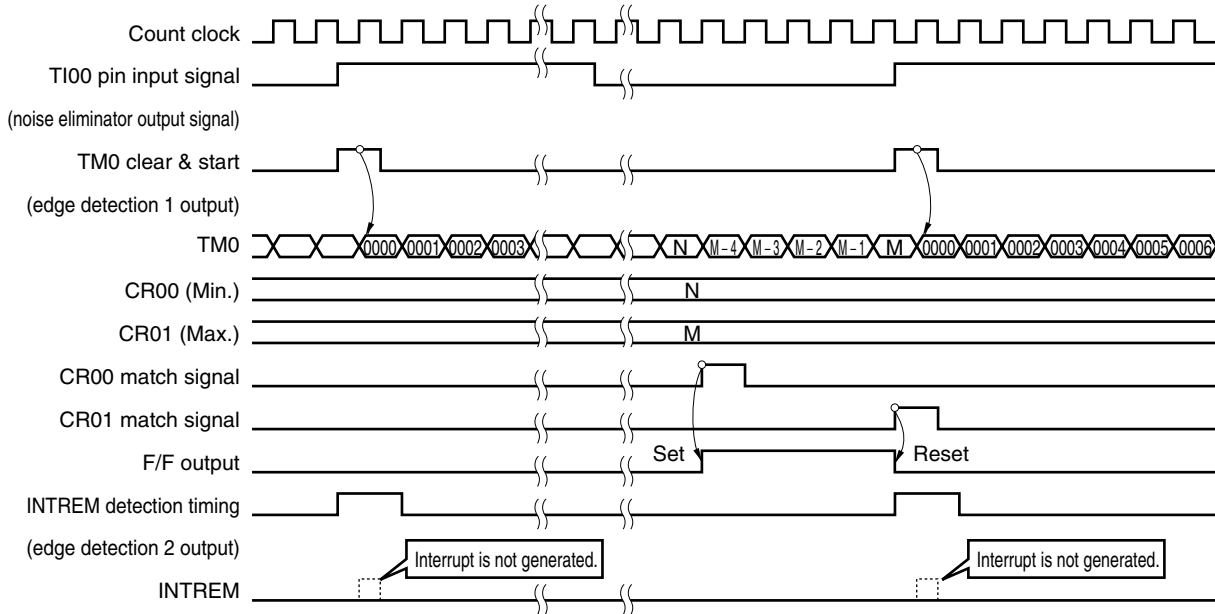 Count clock
TI00 pin input signal
(noise eliminator output signal)
TM0 clear & start
(edge detection 1 output)
TM0 0000 0001 0002 0003 N M – 4 M – 3 M – 2 M – 1 M 0000 0001 0002 0003 0004 0005 0006
CR00 (Min.) N
CR01 (Max.) M
CR00 match signal
CR01 match signal
F/F output Set Reset
INTREM detection timing
(edge detection 2 output)
Interrupt is not generated. Interrupt is not generated.
INTREM